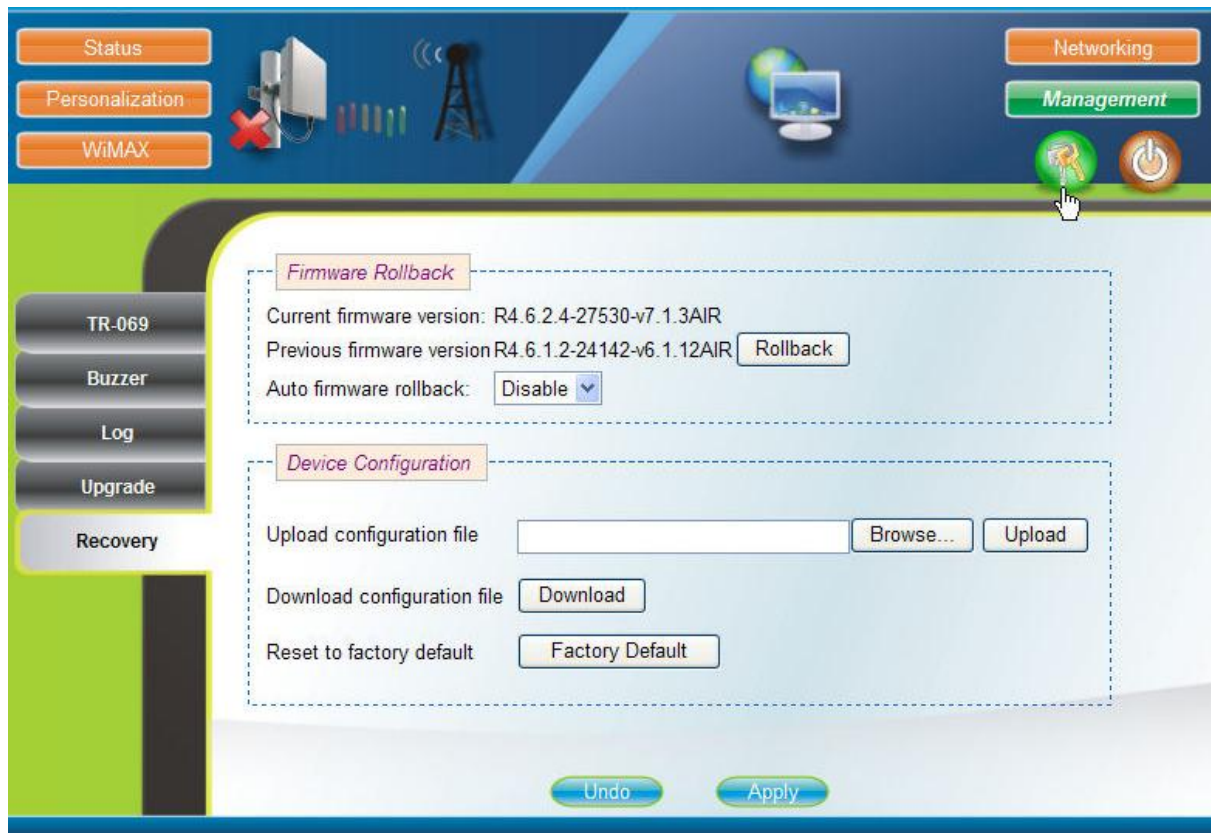 Status
Personalization
WiMAX
Networking
Management
TR-069
Buzzer
Log
Upgrade
Recovery
Firmware Rollback
Current firmware version: R4.6.2.4-27530-v7.1.3AIR
Previous firmware version R4.6.1.2-24142-v6.1.12AIR Rollback
Auto firmware rollback: Disable
Device Configuration
Upload configuration file Browse... Upload
Download configuration file Download
Reset to factory default Factory Default
Undo Apply